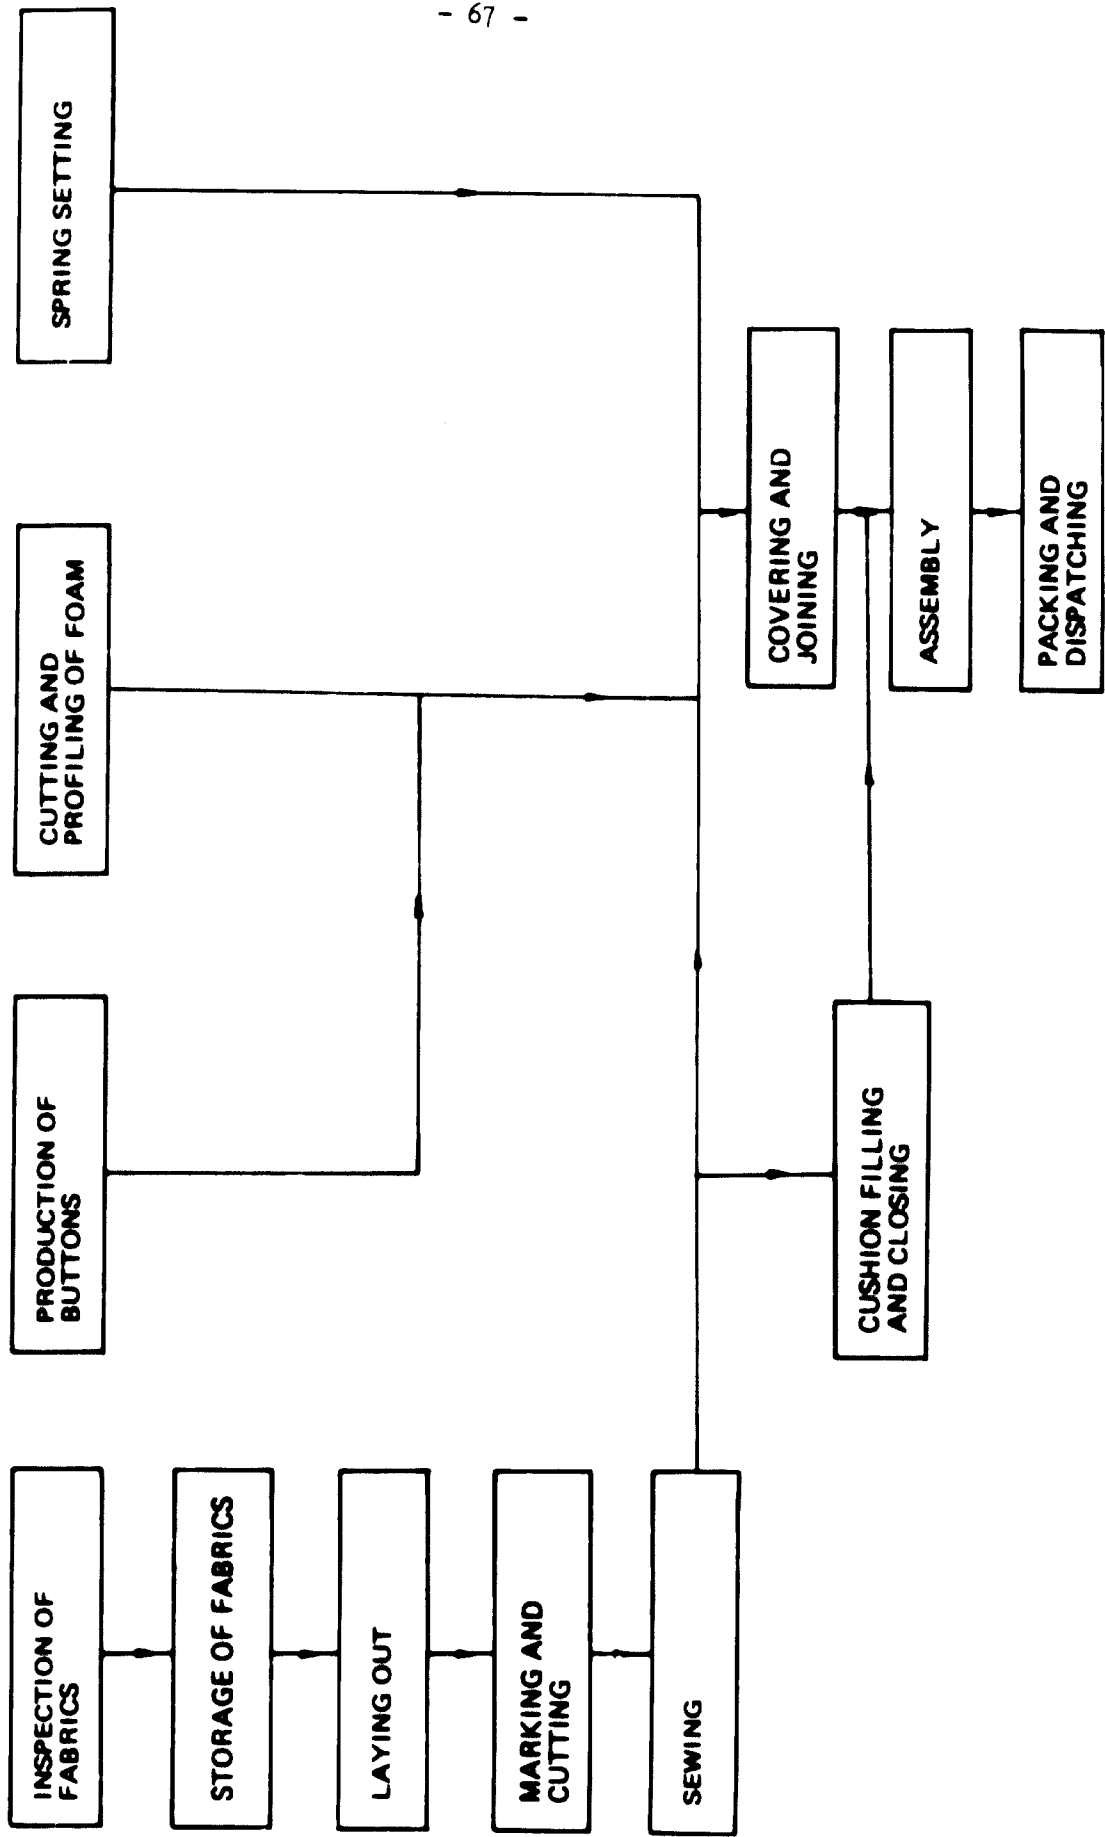 - 67 -
INSPECTION OF
FABRICS
PRODUCTION OF
BUTTONS
CUTTING AND
PROFILING OF FOAM
SPRING SETTING
STORAGE OF FABRICS
LAYING OUT
MARKING AND
CUTTING
SEWING
COVERING AND
JOINING
CUSHION FILLING
AND CLOSING
ASSEMBLY
PACKING AND
DISPATCHING